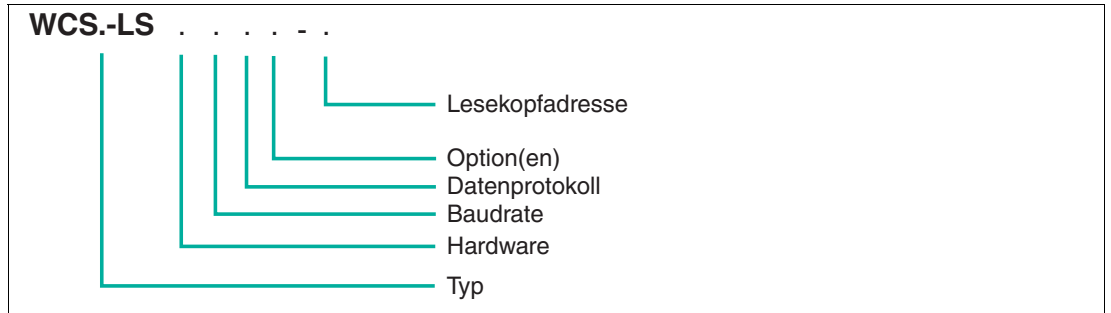 WCS.-LS . . . . - .
Lesekopfadresse
Option(en)
Datenprotokoll
Baudrate
Hardware
Typ